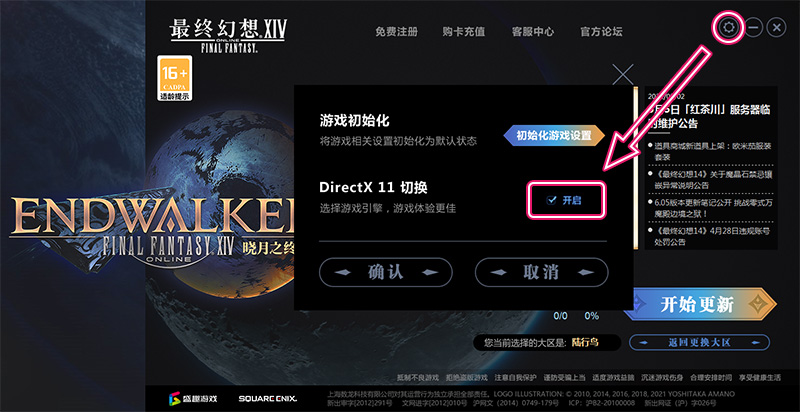 最终幻想XIV
ONLINE
FINAL FANTASY
免费注册 购卡充值 客服中心 官方论坛
16+
CADPA
适龄提示
游戏初始化
将游戏相关设置初始化为默认状态
初始化游戏设置
DirectX 11 切换
选择游戏引擎，游戏体验更佳
开启
确认 取消
日「红茶川」服务器临
的维护公告
道具商城新道具上架：欧米茄服装
套装
《最终幻想14》关于魔晶石禁忌镶
嵌异常说明公告
6.05版本更新笔记公开 挑战零式万
魔殿边境之狱！
《最终幻想14》4月28日违规账号
处罚公告
ENDWALKER
FINAL FANTASY XIV
ONLINE
晓月之终
0/0 0%
开始更新
您当前选择的大区是: 陆行鸟
返回更换大区
抵制不良游戏 拒绝盗版游戏 注意自我保护 谨防受骗上当 适度游戏益脑 沉迷游戏伤身 合理安排时间 享受健康生活
盛趣游戏
SQUARE ENIX
上海数龙科技有限公司对其运营行为独立承担全部责任。LOGO ILLUSTRATION: © 2010, 2014, 2016, 2018, 2021 YOSHITAKA AMANO
新出审字[2012]291号 文网进字[2012]010号 沪网文（2014）0749-179号 ICP：沪B2-20100008 新出网证（沪）字026号